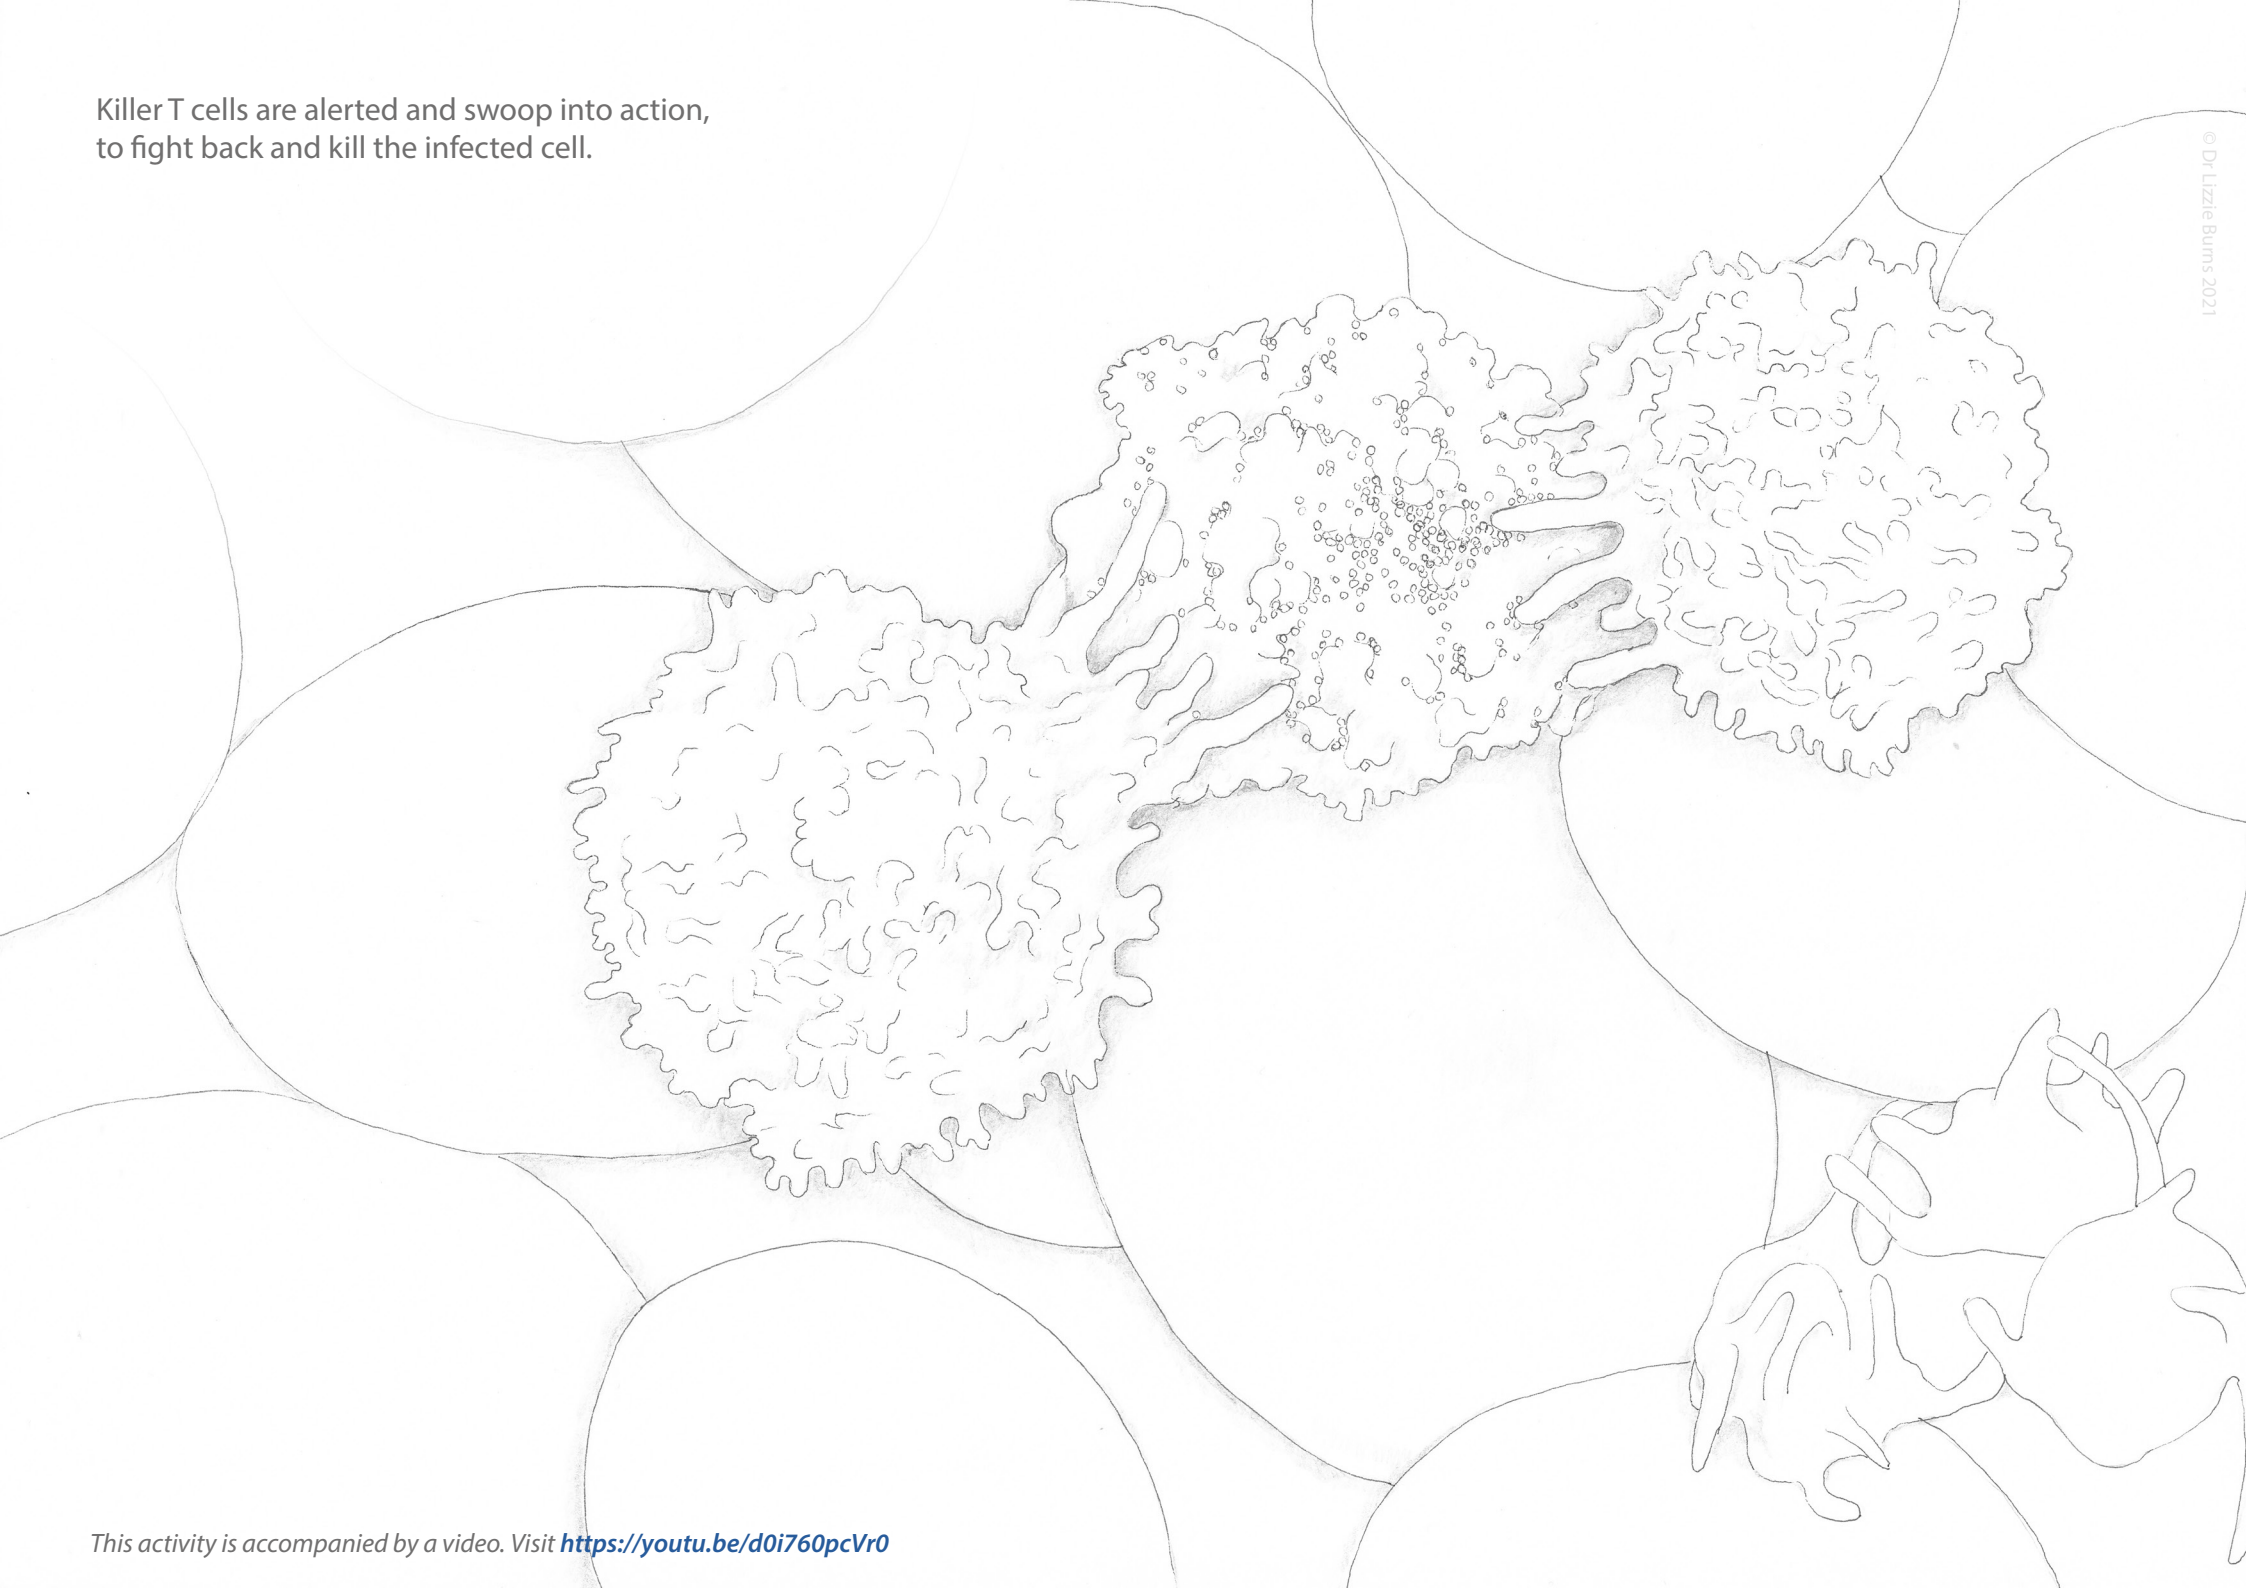 Killer T cells are alerted and swoop into action,
to fight back and kill the infected cell.
© Dr Lizzie Burns 2021
This activity is accompanied by a video. Visit https://youtu.be/d0i760pcVr0